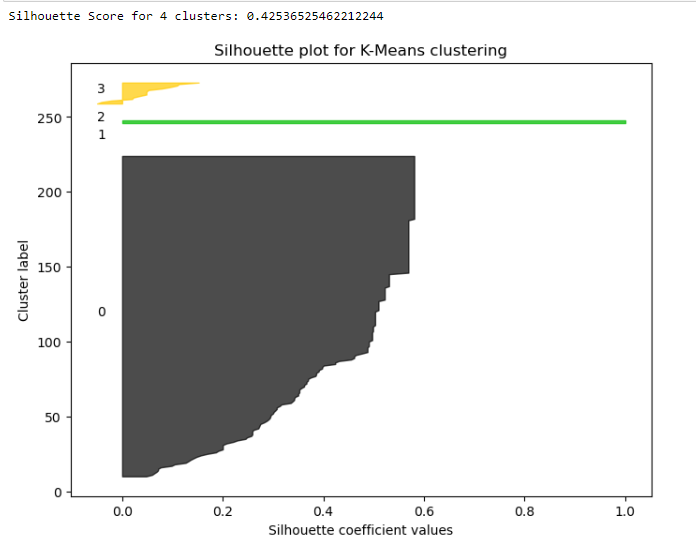 Silhouette Score for 4 clusters: 0.42536525462212244
Silhouette plot for K-Means clustering
3
2
1
0
250
200
150
100
50
0
Cluster label
0.0 0.2 0.4 0.6 0.8 1.0
Silhouette coefficient values